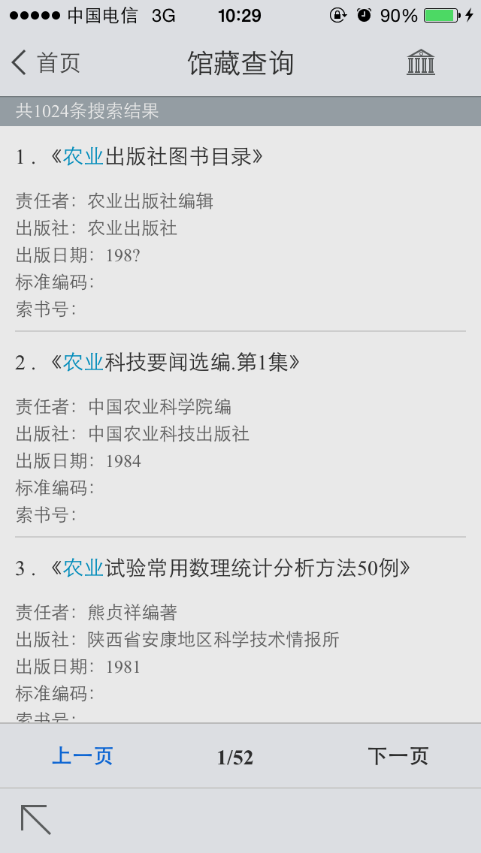 中国电信 3G 10:29 90%
首页 馆藏查询
共1024条搜索结果
1 . 《农业出版社图书目录》
责任者：农业出版社编辑
出版社：农业出版社
出版日期：198?
标准编码：
索书号：
2 . 《农业科技要闻选编.第1集》
责任者：中国农业科学院编
出版社：中国农业科技出版社
出版日期：1984
标准编码：
索书号：
3 . 《农业试验常用数理统计分析方法50例》
责任者：熊贞祥编著
出版社：陕西省安康地区科学技术情报所
出版日期：1981
标准编码：
索书号：
上一页 1/52 下一页